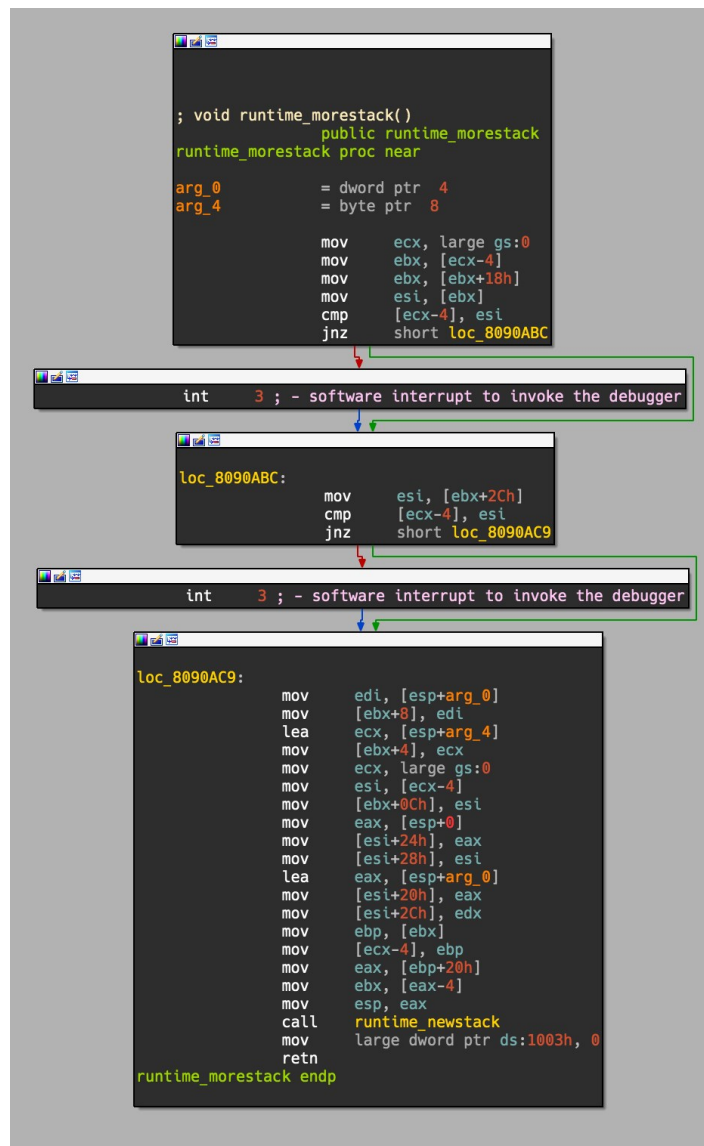 ; void runtime_morestack()
public runtime_morestack
runtime_morestack proc near
arg_0 = dword ptr 4
arg_4 = byte ptr 8
mov ecx, large gs:0
mov ebx, [ecx-4]
mov ebx, [ebx+18h]
mov esi, [ebx]
cmp [ecx-4], esi
jnz short loc_8090ABC
int 3 ; - software interrupt to invoke the debugger
loc_8090ABC:
mov esi, [ebx+2Ch]
cmp [ecx-4], esi
jnz short loc_8090AC9
int 3 ; - software interrupt to invoke the debugger
loc_8090AC9:
mov edi, [esp+arg_0]
mov [ebx+8], edi
lea ecx, [esp+arg_4]
mov [ebx+4], ecx
mov ecx, large gs:0
mov esi, [ecx-4]
mov [ebx+0Ch], esi
mov eax, [esp+0]
mov [esi+24h], eax
mov [esi+28h], esi
lea eax, [esp+arg_0]
mov [esi+20h], eax
mov [esi+2Ch], edx
mov ebp, [ebx]
mov [ecx-4], ebp
mov eax, [ebp+20h]
mov ebx, [eax-4]
mov esp, eax
call runtime_newstack
mov large dword ptr ds:1003h, 0
retn
runtime_morestack endp